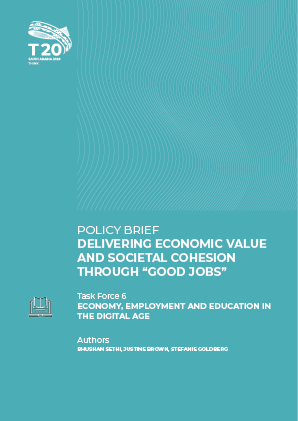 T20
SAUDI ARABIA 2020
THINK
POLICY BRIEF
DELIVERING ECONOMIC VALUE
AND SOCIETAL COHESION
THROUGH “GOOD JOBS”
Task Force 6
ECONOMY, EMPLOYMENT AND EDUCATION IN
THE DIGITAL AGE
Authors
BHUSHAN SETHI, JUSTINE BROWN, STEFANIE GOLDBERG